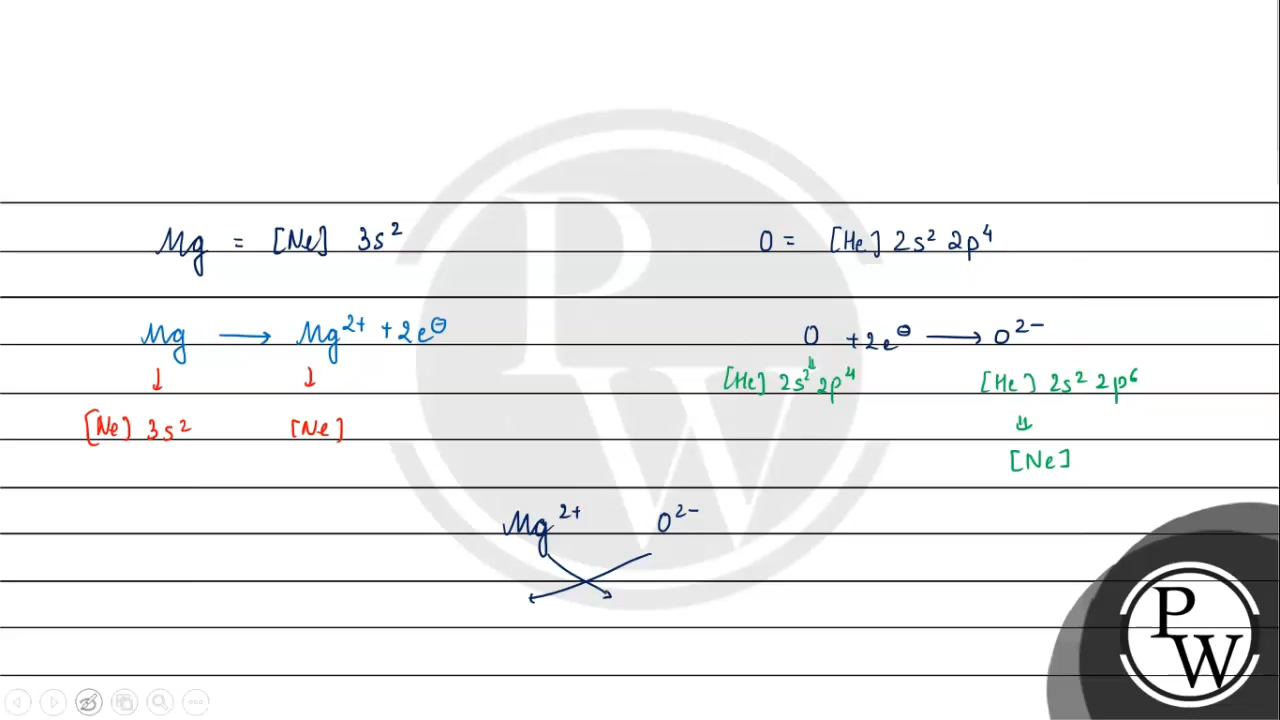 Mg = [Ne] 3s²
O = [He] 2s² 2p⁴
Mg ⟶ Mg²⁺ + 2e⊖
O + 2e⊖ ⟶ O²⁻
↓ ↓
[He] 2s² 2p⁴
[He] 2s² 2p⁶
[Ne] 3s²
[Ne]
⇓
[Ne]
Mg²⁺ O²⁻
P
W
P
W